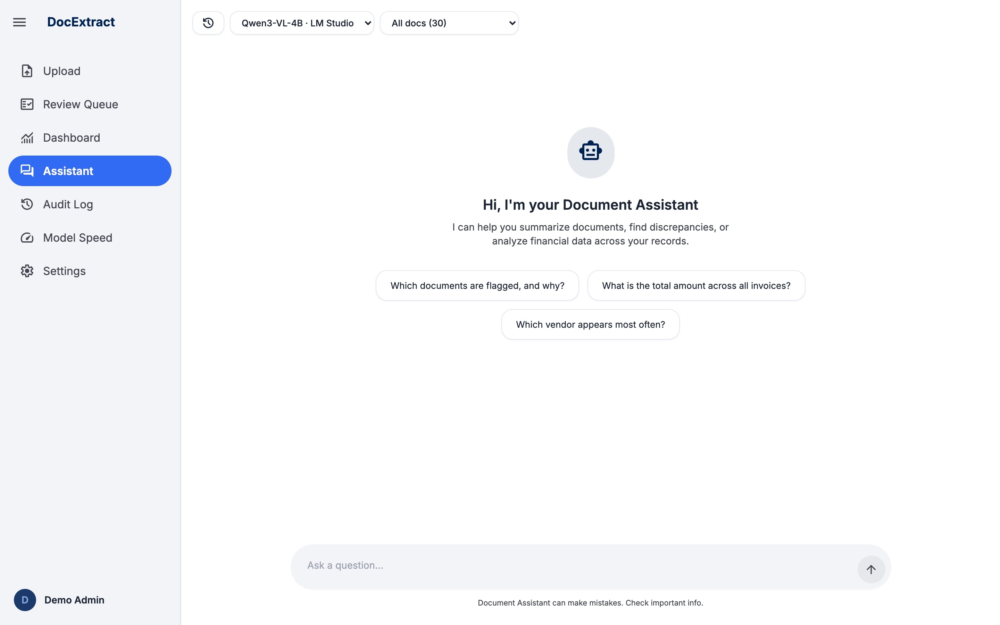 DocExtract
Upload
Review Queue
Dashboard
Assistant
Audit Log
Model Speed
Settings
D
Demo Admin
Qwen3-VL-4B · LM Studio
All docs (30)
Hi, I'm your Document Assistant
I can help you summarize documents, find discrepancies, or
analyze financial data across your records.
Which documents are flagged, and why?
What is the total amount across all invoices?
Which vendor appears most often?
Ask a question...
Document Assistant can make mistakes. Check important info.